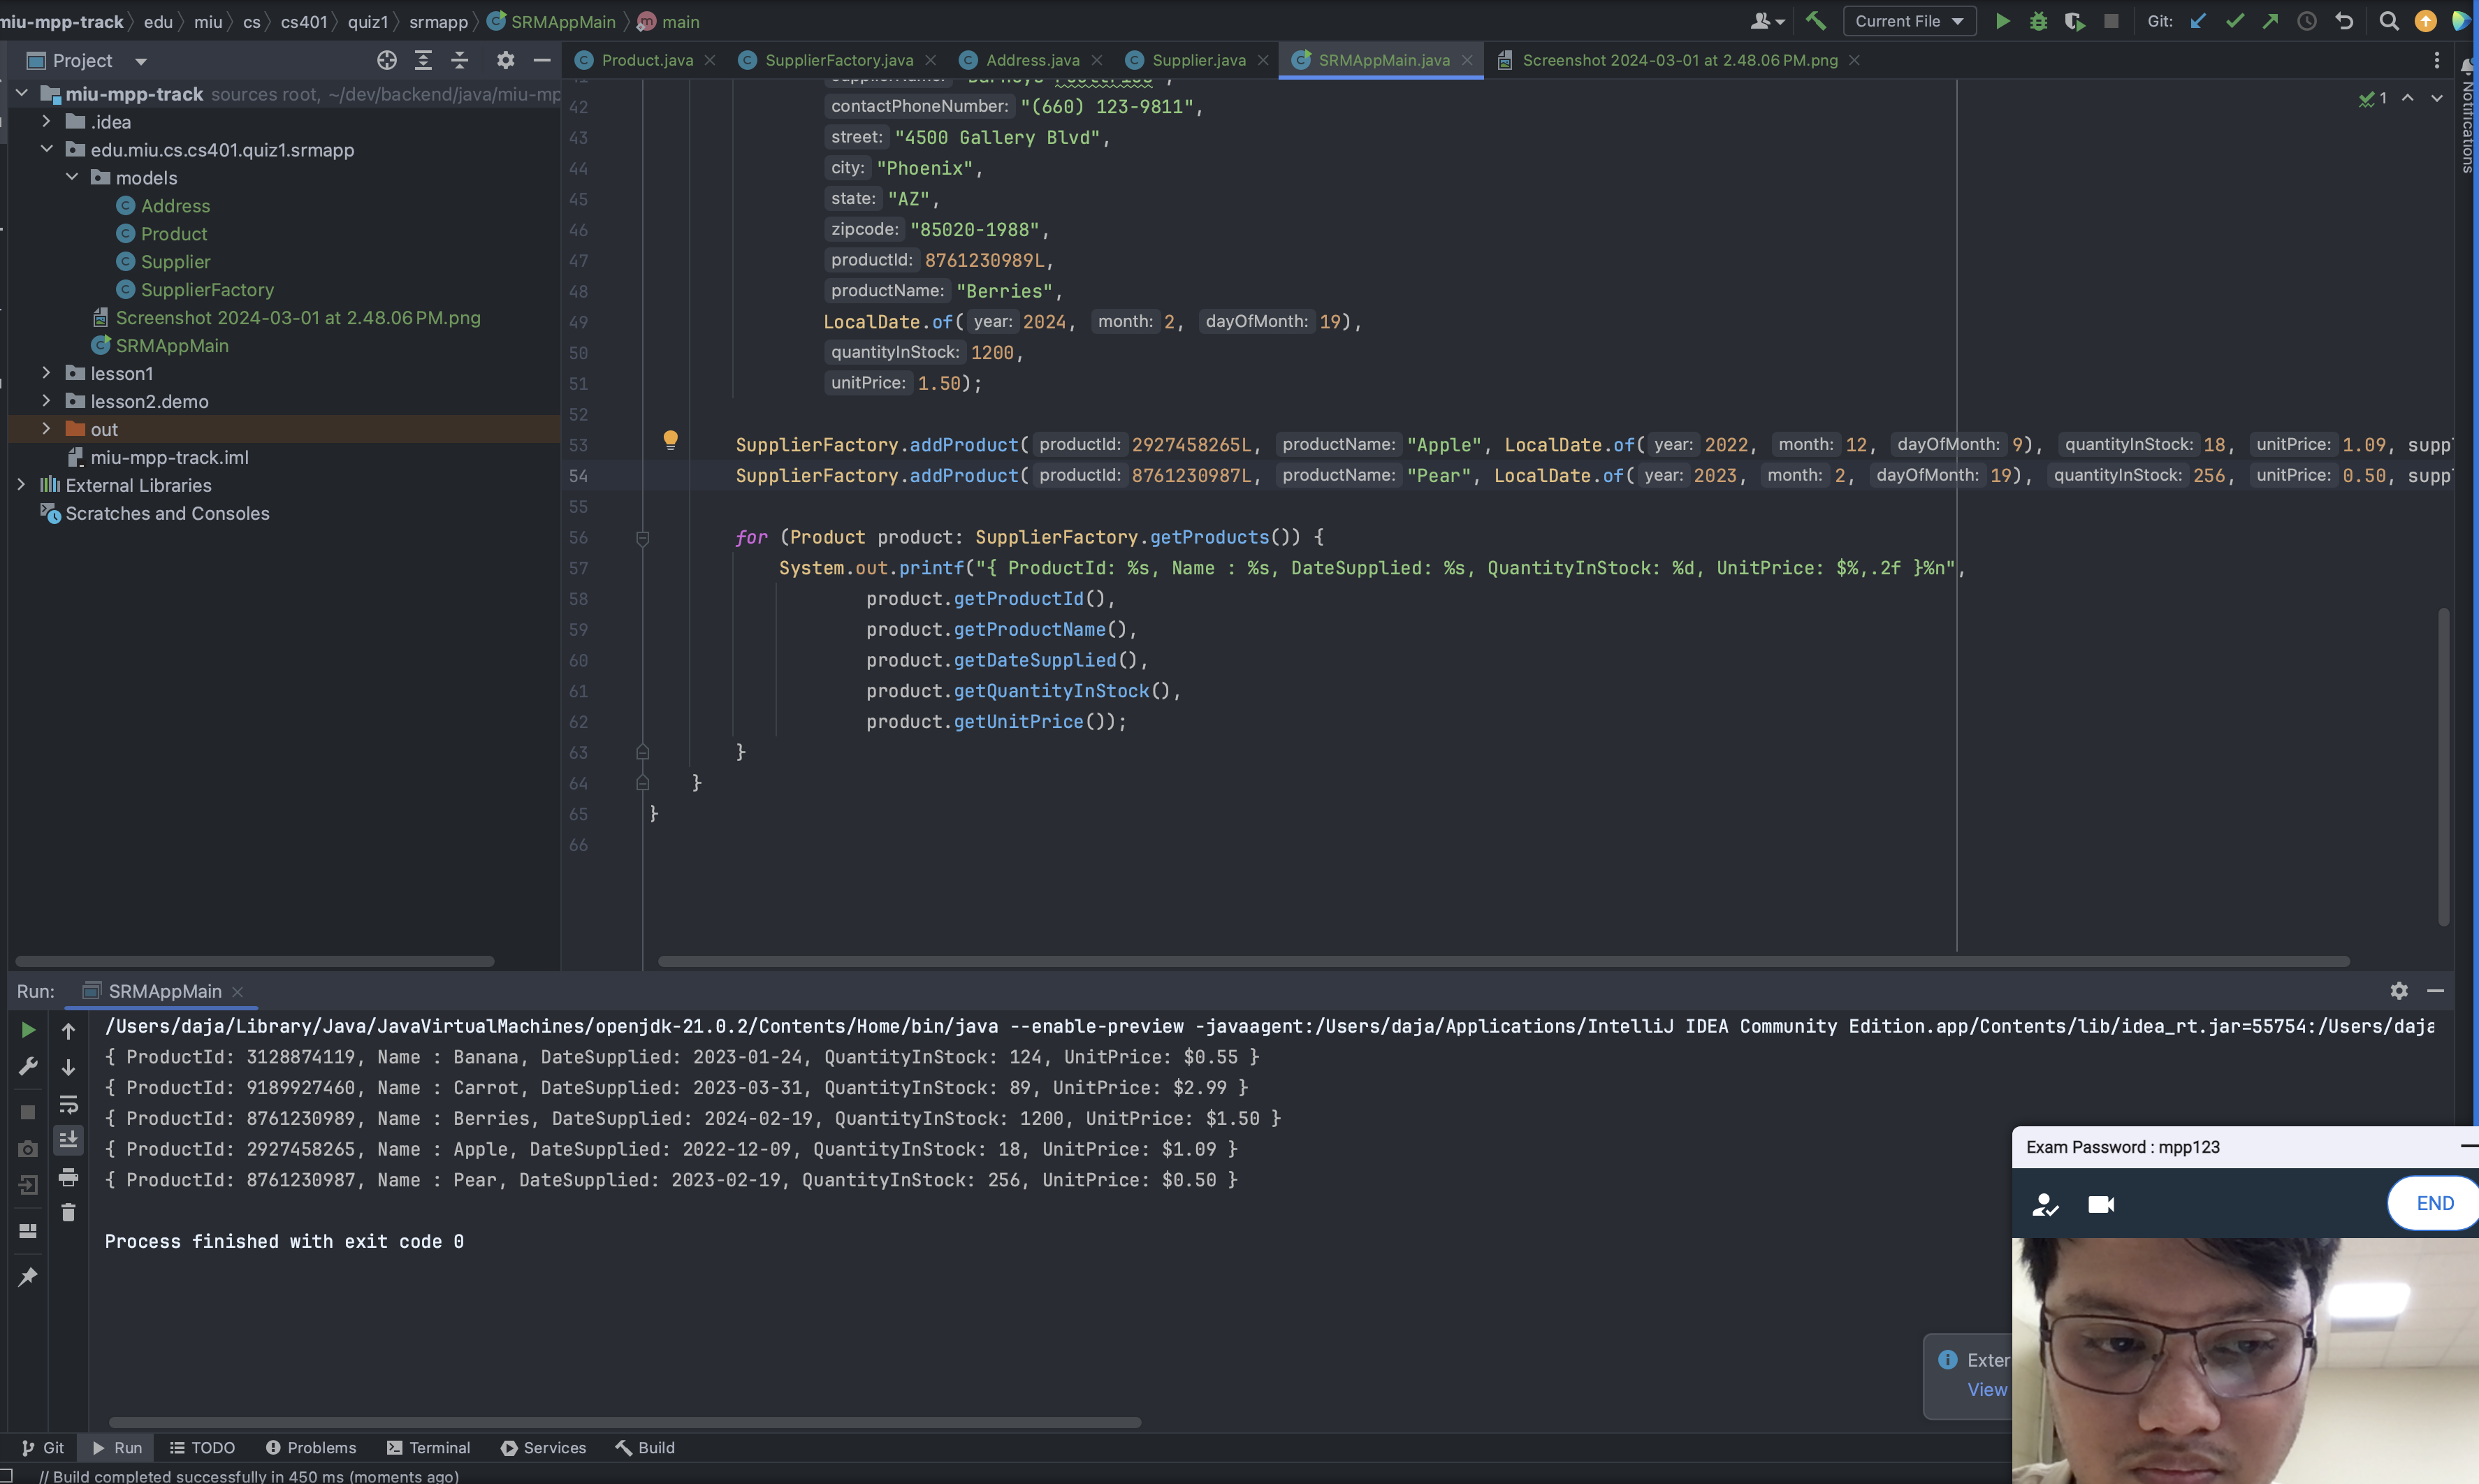 miu-mpp-track edu miu cs cs401 quiz1 srmapp SRMAppMain main
Current File Git:
Project
Product.java SupplierFactory.java Address.java Supplier.java SRMAppMain.java Screenshot 2024-03-01 at 2.48.06 PM.png
Notifications
1
miu-mpp-track sources root, ~/dev/backend/java/miu-mp
.idea
edu.miu.cs.cs401.quiz1.srmapp
models
Address
Product
Supplier
SupplierFactory
Screenshot 2024-03-01 at 2.48.06 PM.png
SRMAppMain
lesson1
lesson2.demo
out
miu-mpp-track.iml
External Libraries
Scratches and Consoles
42 contactPhoneNumber: "(660) 123-9811",
43 street: "4500 Gallery Blvd",
44 city: "Phoenix",
45 state: "AZ",
46 zipcode: "85020-1988",
47 productId: 8761230989L,
48 productName: "Berries",
49 LocalDate.of( year: 2024, month: 2, dayOfMonth: 19),
50 quantityInStock: 1200,
51 unitPrice: 1.50);
52
53 SupplierFactory.addProduct( productId: 2927458265L, productName: "Apple", LocalDate.of( year: 2022, month: 12, dayOfMonth: 9), quantityInStock: 18, unitPrice: 1.09, supp
54 SupplierFactory.addProduct( productId: 8761230987L, productName: "Pear", LocalDate.of( year: 2023, month: 2, dayOfMonth: 19), quantityInStock: 256, unitPrice: 0.50, supp
55
56 for (Product product: SupplierFactory.getProducts()) {
57 System.out.printf("{ ProductId: %s, Name : %s, DateSupplied: %s, QuantityInStock: %d, UnitPrice: $%,.2f }%n",
58 product.getProductId(),
59 product.getProductName(),
60 product.getDateSupplied(),
61 product.getQuantityInStock(),
62 product.getUnitPrice());
63 }
64 }
65 }
66
Run: SRMAppMain
/Users/daja/Library/Java/JavaVirtualMachines/openjdk-21.0.2/Contents/Home/bin/java --enable-preview -javaagent:/Users/daja/Applications/IntelliJ IDEA Community Edition.app/Contents/lib/idea_rt.jar=55754:/Users/daja
{ ProductId: 3128874119, Name : Banana, DateSupplied: 2023-01-24, QuantityInStock: 124, UnitPrice: $0.55 }
{ ProductId: 9189927460, Name : Carrot, DateSupplied: 2023-03-31, QuantityInStock: 89, UnitPrice: $2.99 }
{ ProductId: 8761230989, Name : Berries, DateSupplied: 2024-02-19, QuantityInStock: 1200, UnitPrice: $1.50 }
{ ProductId: 2927458265, Name : Apple, DateSupplied: 2022-12-09, QuantityInStock: 18, UnitPrice: $1.09 }
{ ProductId: 8761230987, Name : Pear, DateSupplied: 2023-02-19, QuantityInStock: 256, UnitPrice: $0.50 }
Process finished with exit code 0
Exam Password : mpp123
END
Exter
View
Git Run TODO Problems Terminal Services Build
// Build completed successfully in 450 ms (moments ago)